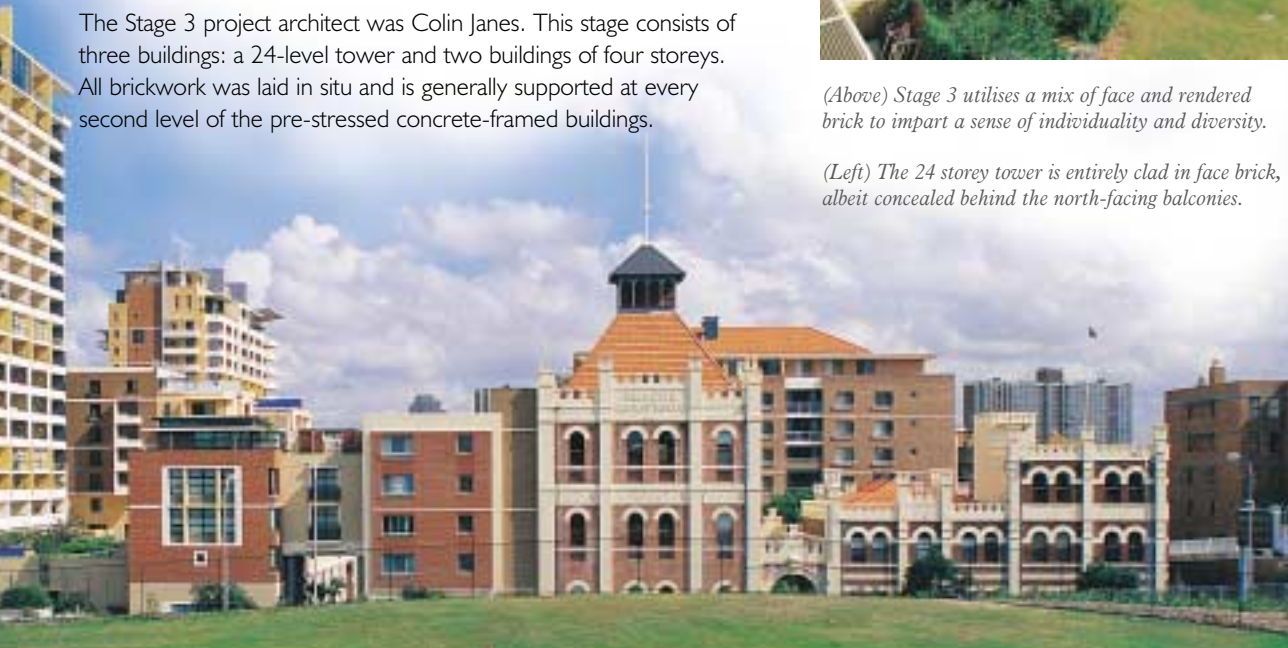 The Stage 3 project architect was Colin Janes. This stage consists of
three buildings: a 24-level tower and two buildings of four storeys.
All brickwork was laid in situ and is generally supported at every
second level of the pre-stressed concrete-framed buildings.
(Above) Stage 3 utilises a mix of face and rendered
brick to impart a sense of individuality and diversity.
(Left) The 24 storey tower is entirely clad in face brick,
albeit concealed behind the north-facing balconies.